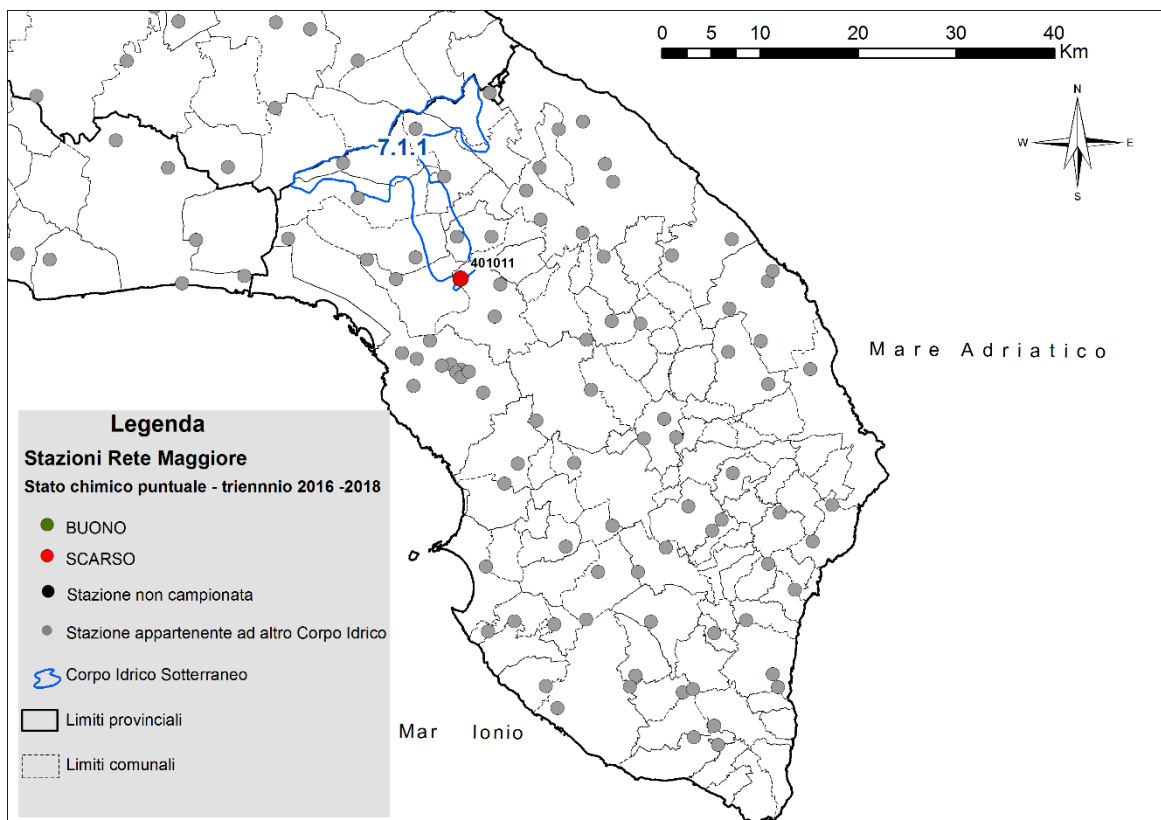 0 5 10 20 30 40
Km
N
W E
S
7.1.1
401011
Mare Adriatico
Mar Ionio
Legenda
Stazioni Rete Maggiore
Stato chimico puntuale - triennnio 2016 -2018
BUONO
SCARSO
Stazione non campionata
Stazione appartenente ad altro Corpo Idrico
Corpo Idrico Sotterraneo
Limiti provinciali
Limiti comunali